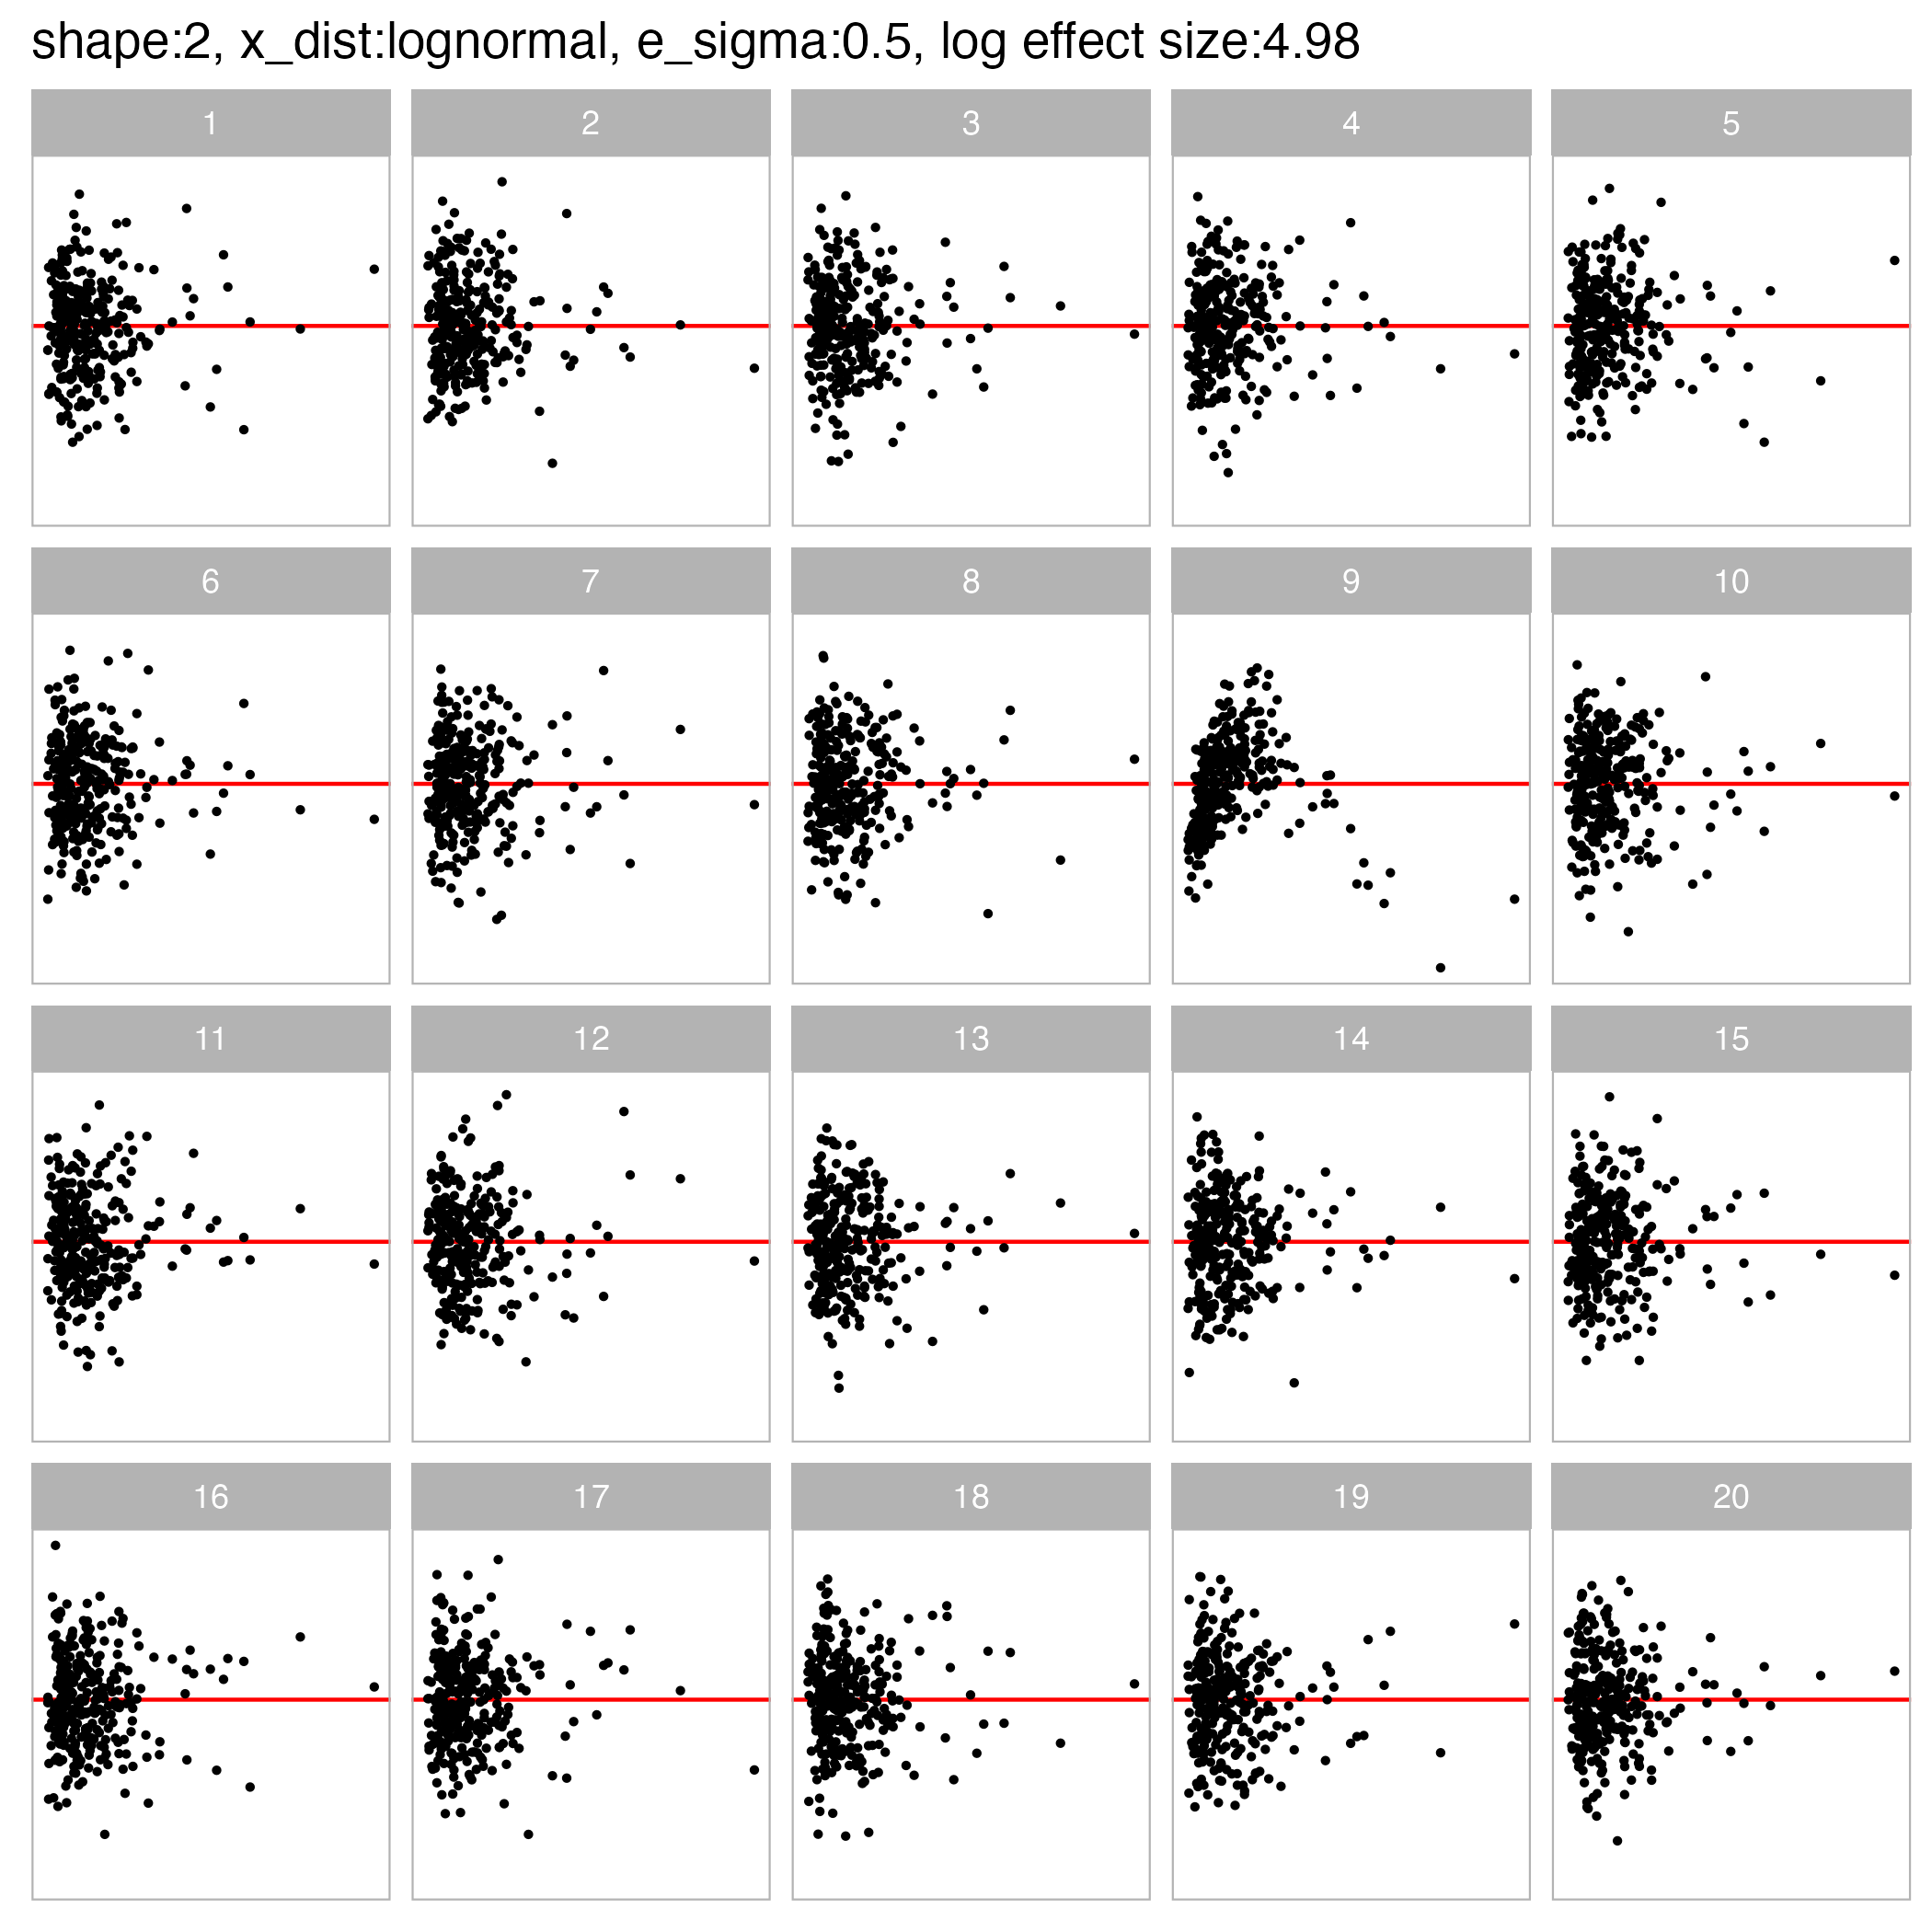 shape:2, x_dist:lognormal, e_sigma:0.5, log effect size:4.98
1 2 3 4 5
6 7 8 9 10
11 12 13 14 15
16 17 18 19 20